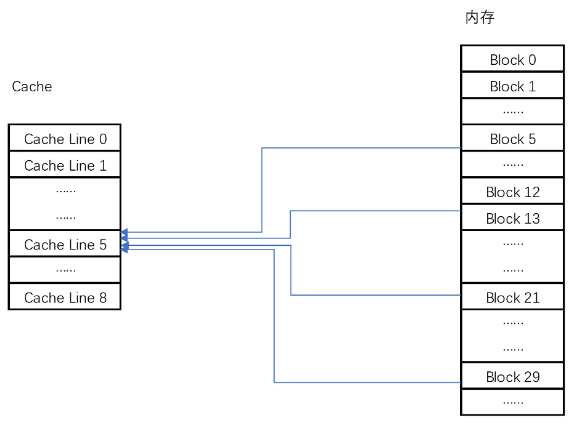 Cache
Cache Line 0
Cache Line 1
……
……
Cache Line 5
……
Cache Line 8
内存
Block 0
Block 1
……
Block 5
……
Block 12
Block 13
……
……
Block 21
……
……
Block 29
……